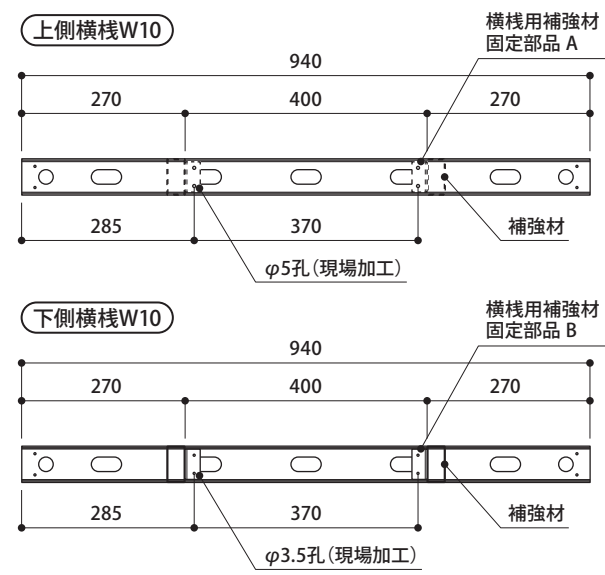 上側横桟W10
横桟用補強材
固定部品 A
940
270 400 270
285 370 補強材
φ5孔（現場加工）
下側横桟W10
横桟用補強材
固定部品 B
940
270 400 270
285 370 補強材
φ3.5孔（現場加工）